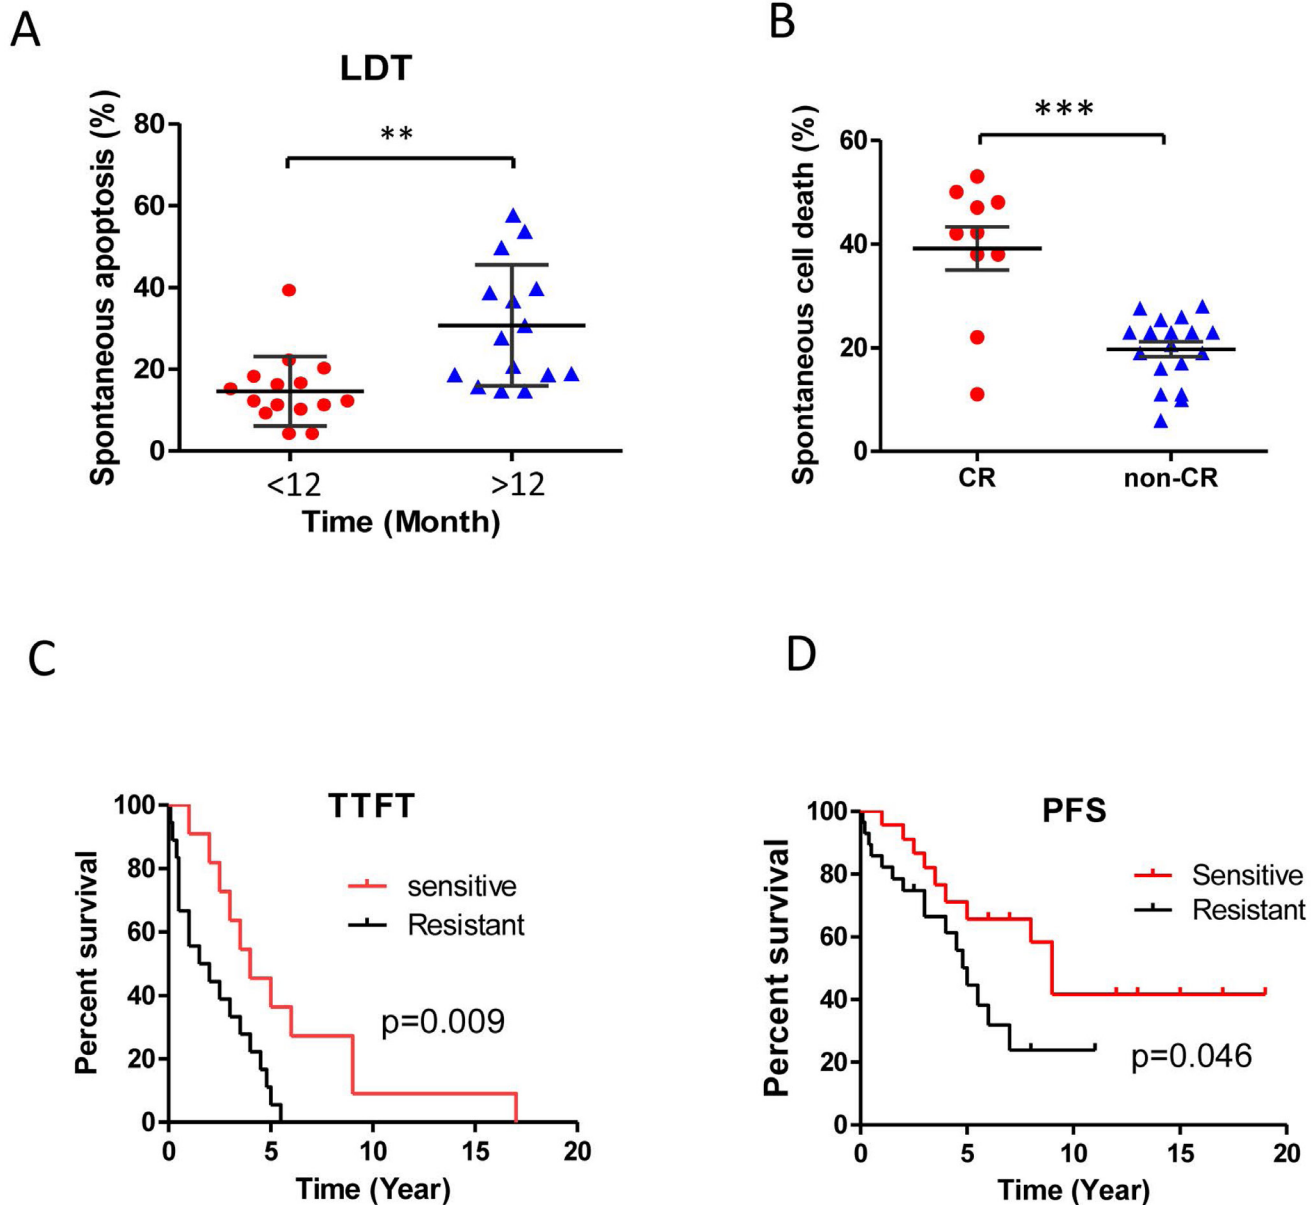 A
LDT
Spontaneous apoptosis (%)
80
60
40
20
0
**
<12
>12
Time (Month)
B
Spontaneous cell death (%)
60
40
20
0
***
CR
non-CR
C
TTFT
Percent survival
100
80
60
40
20
0
sensitive
Resistant
p=0.009
0 5 10 15 20
Time (Year)
D
PFS
Percent survival
100
80
60
40
20
0
Sensitive
Resistant
p=0.046
0 5 10 15 20
Time (Year)